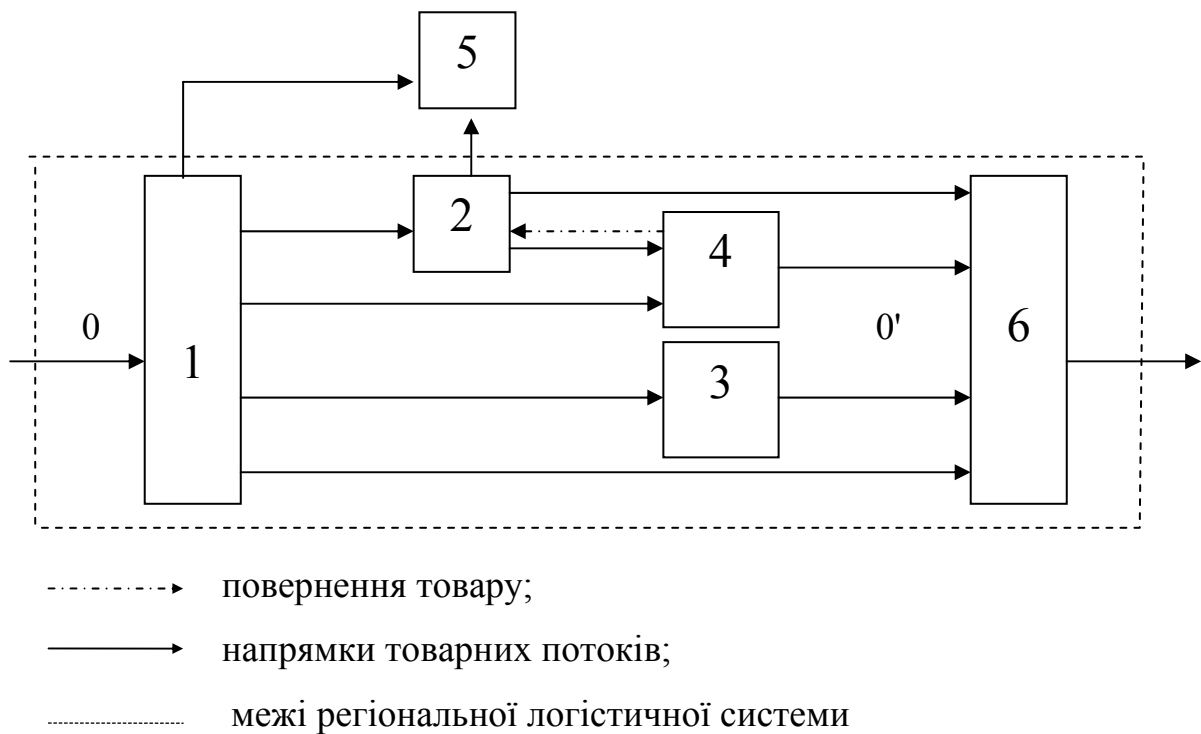 5
2
4
0
0'
6
1
3
повернення товару;
напрямки товарних потоків;
межі регіональної логістичної системи